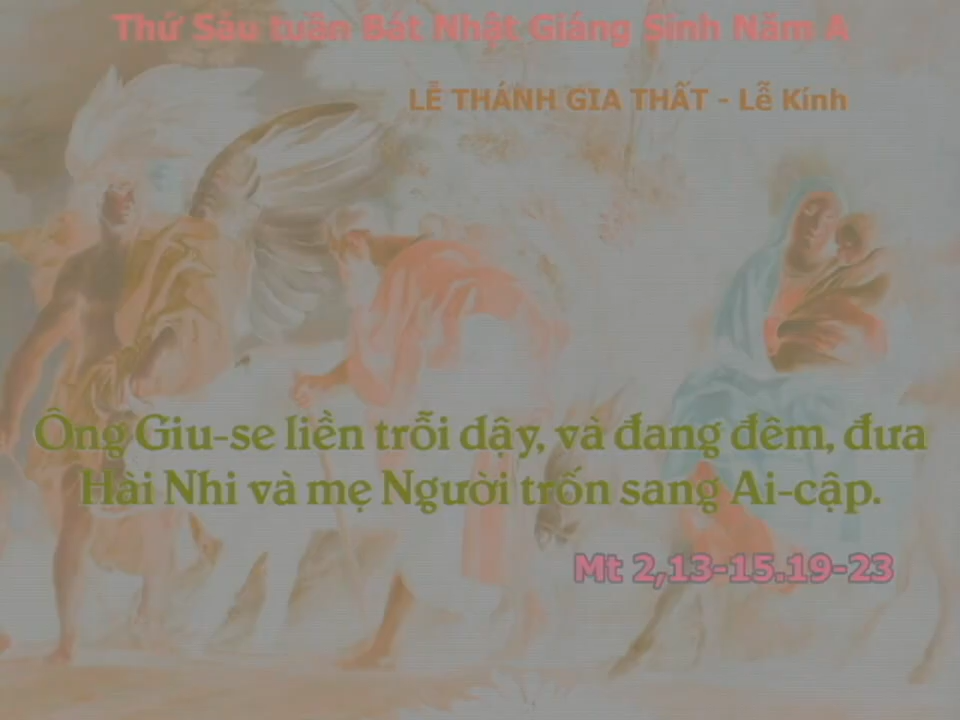 Thứ Sáu tuần Bát Nhật Giáng Sinh Năm A
LỄ THÁNH GIA THẤT - Lễ Kính
Ông Giu-se liền trỗi dậy, và đang đêm, đưa
Hài Nhi và mẹ Người trốn sang Ai-cập.
Mt 2,13-15.19-23